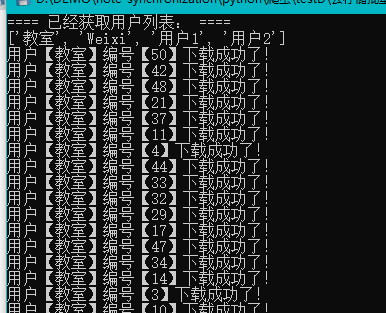 ==== 已经获取用户列表： ====
['教室', 'Weixi', '用户1', '用户2']
用户【教室】编号【50】下载成功了!
用户【教室】编号【42】下载成功了!
用户【教室】编号【48】下载成功了!
用户【教室】编号【21】下载成功了!
用户【教室】编号【37】下载成功了!
用户【教室】编号【11】下载成功了!
用户【教室】编号【4】下载成功了!
用户【教室】编号【44】下载成功了!
用户【教室】编号【33】下载成功了!
用户【教室】编号【32】下载成功了!
用户【教室】编号【29】下载成功了!
用户【教室】编号【17】下载成功了!
用户【教室】编号【47】下载成功了!
用户【教室】编号【34】下载成功了!
用户【教室】编号【14】下载成功了!
用户【教室】编号【3】下载成功了!
用户【教室】编号【10】下载成功了!